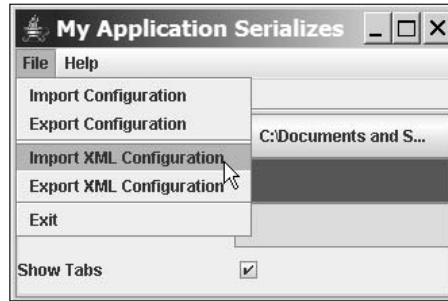 My Application Serializes
File Help
Import Configuration
Export Configuration
C:\Documents and S...
Import XML Configuration
Export XML Configuration
Exit
Show Tabs